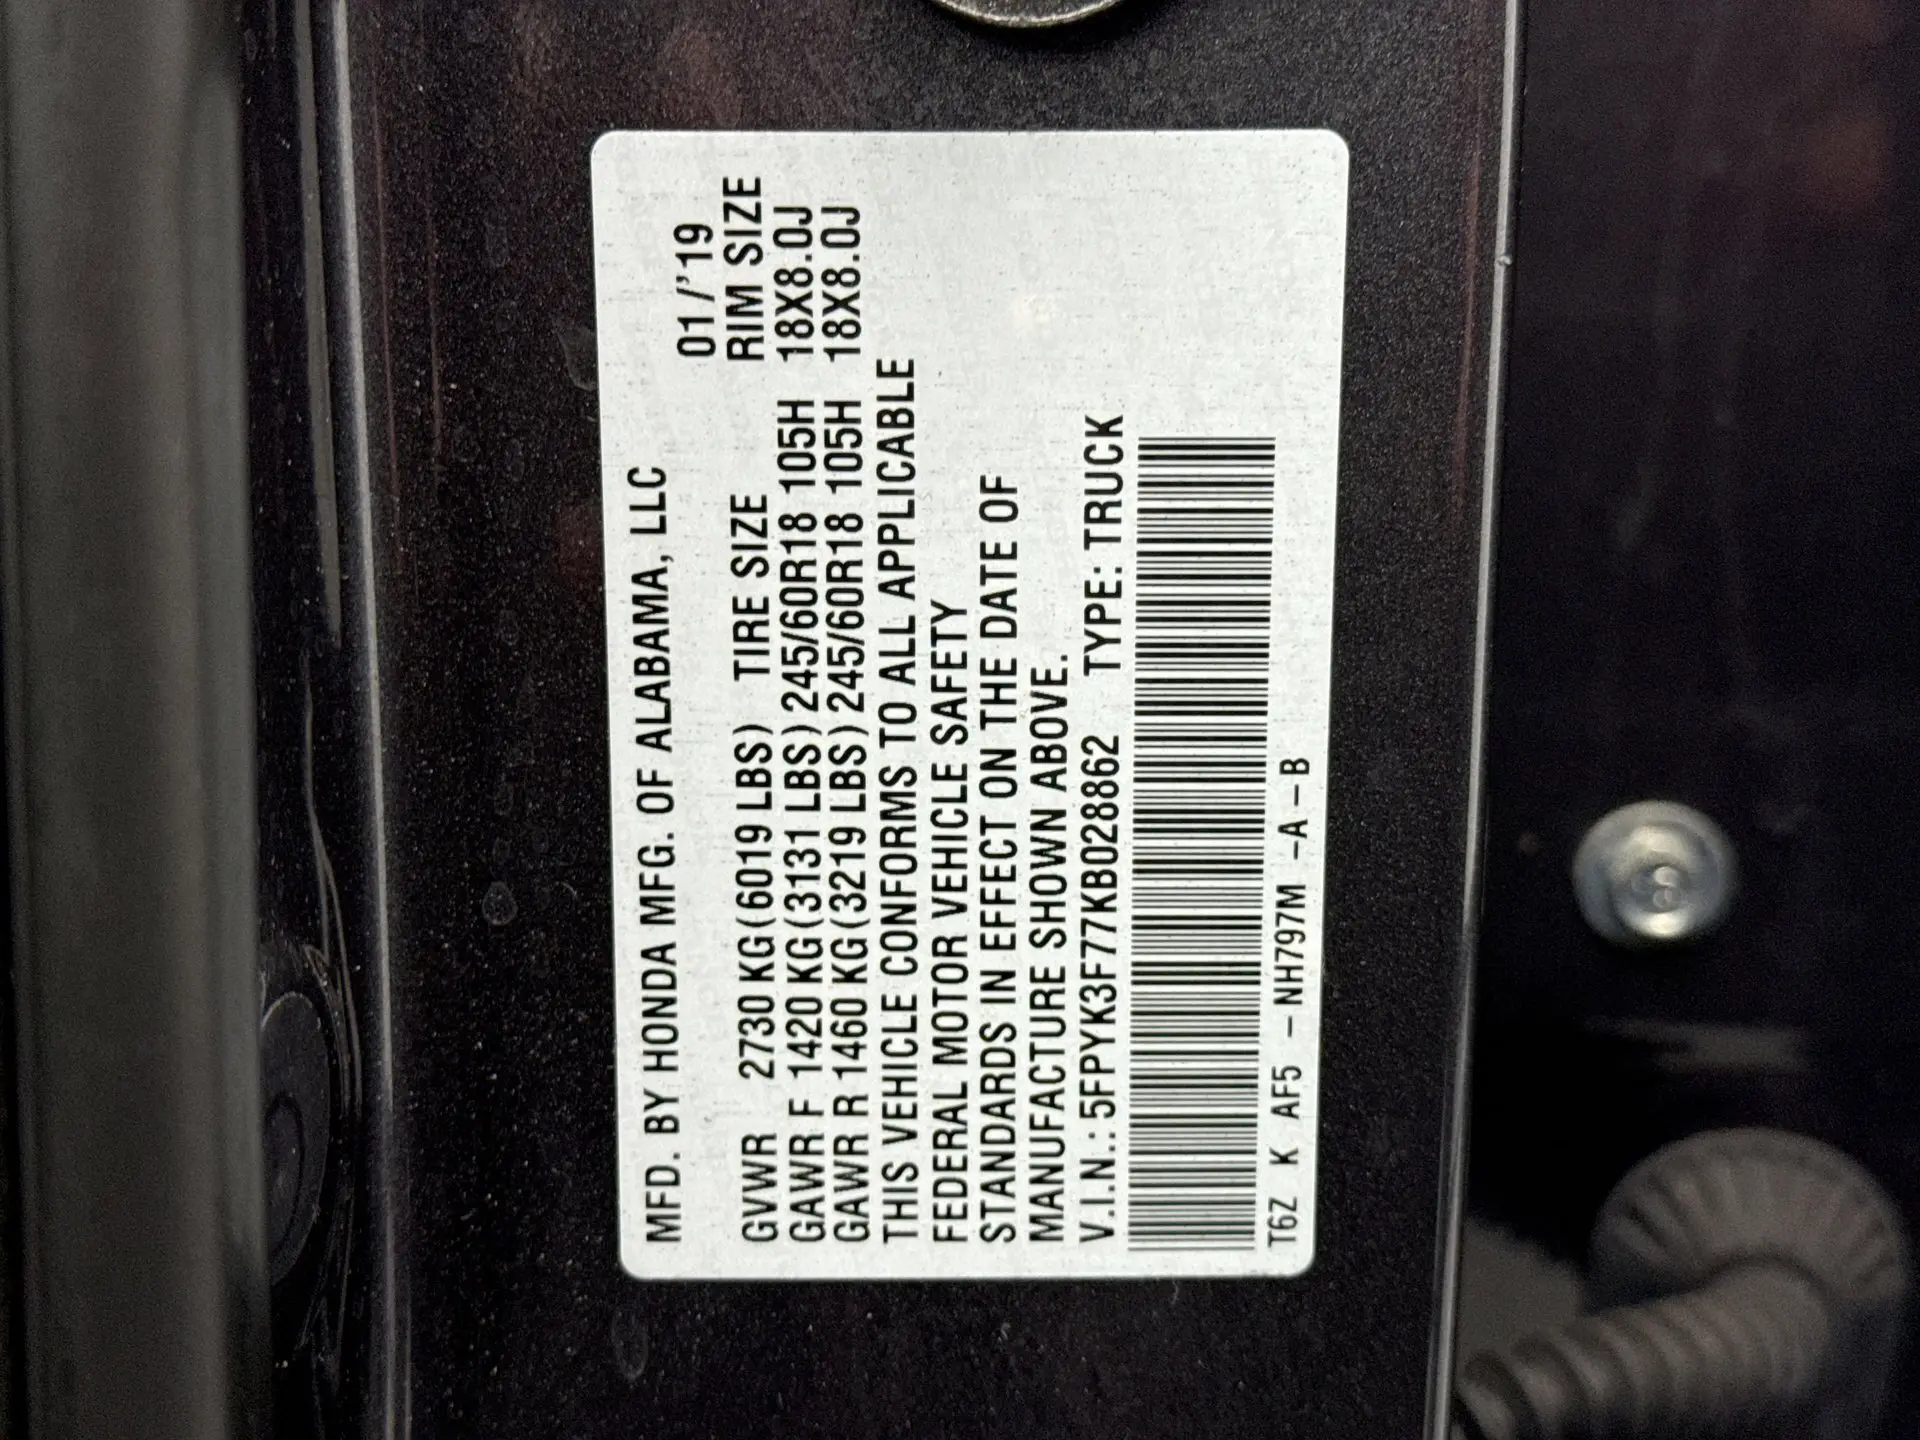 MFD. BY HONDA MFG. OF ALABAMA, LLC
01/'19
GVWR 2730 KG(6019 LBS) TIRE SIZE RIM SIZE
GAWR F 1420 KG(3131 LBS) 245/60R18 105H 18X8.0J
GAWR R 1460 KG(3219 LBS) 245/60R18 105H 18X8.0J
THIS VEHICLE CONFORMS TO ALL APPLICABLE
FEDERAL MOTOR VEHICLE SAFETY
STANDARDS IN EFFECT ON THE DATE OF
MANUFACTURE SHOWN ABOVE.
V.I.N.: 5FPYK3F77KB028862 TYPE: TRUCK
T6Z K AF5 -NH797M -A-B
8